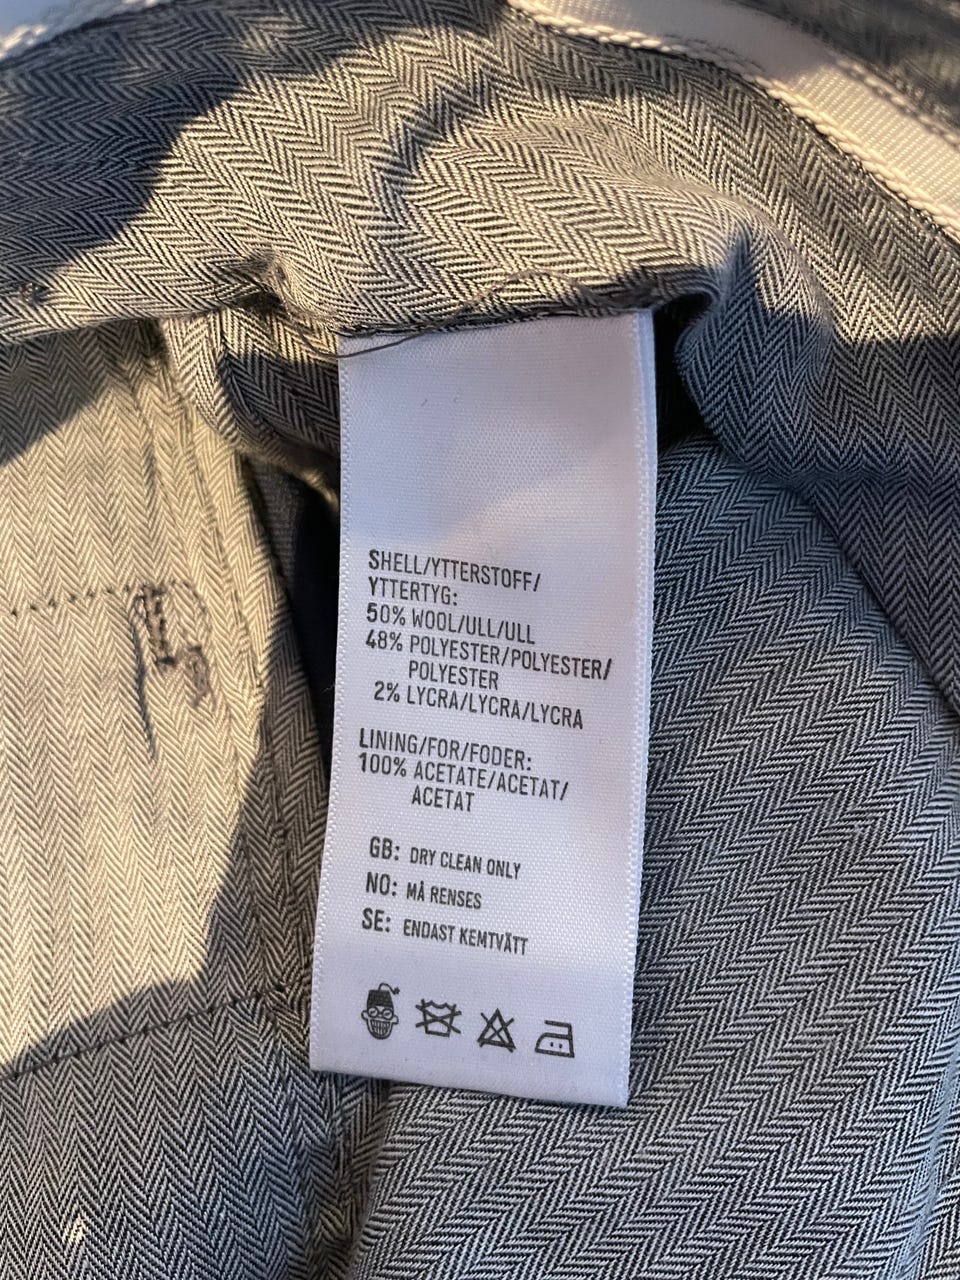 SHELL/YTTERSTOFF/
YTTERTYG:
50% WOOL/ULL/ULL
48% POLYESTER/POLYESTER/
POLYESTER
2% LYCRA/LYCRA/LYCRA
LINING/FOR/FODER:
100% ACETATE/ACETAT/
ACETAT
GB: DRY CLEAN ONLY
NO: MÅ RENSES
SE: ENDAST KEMTVÄTT